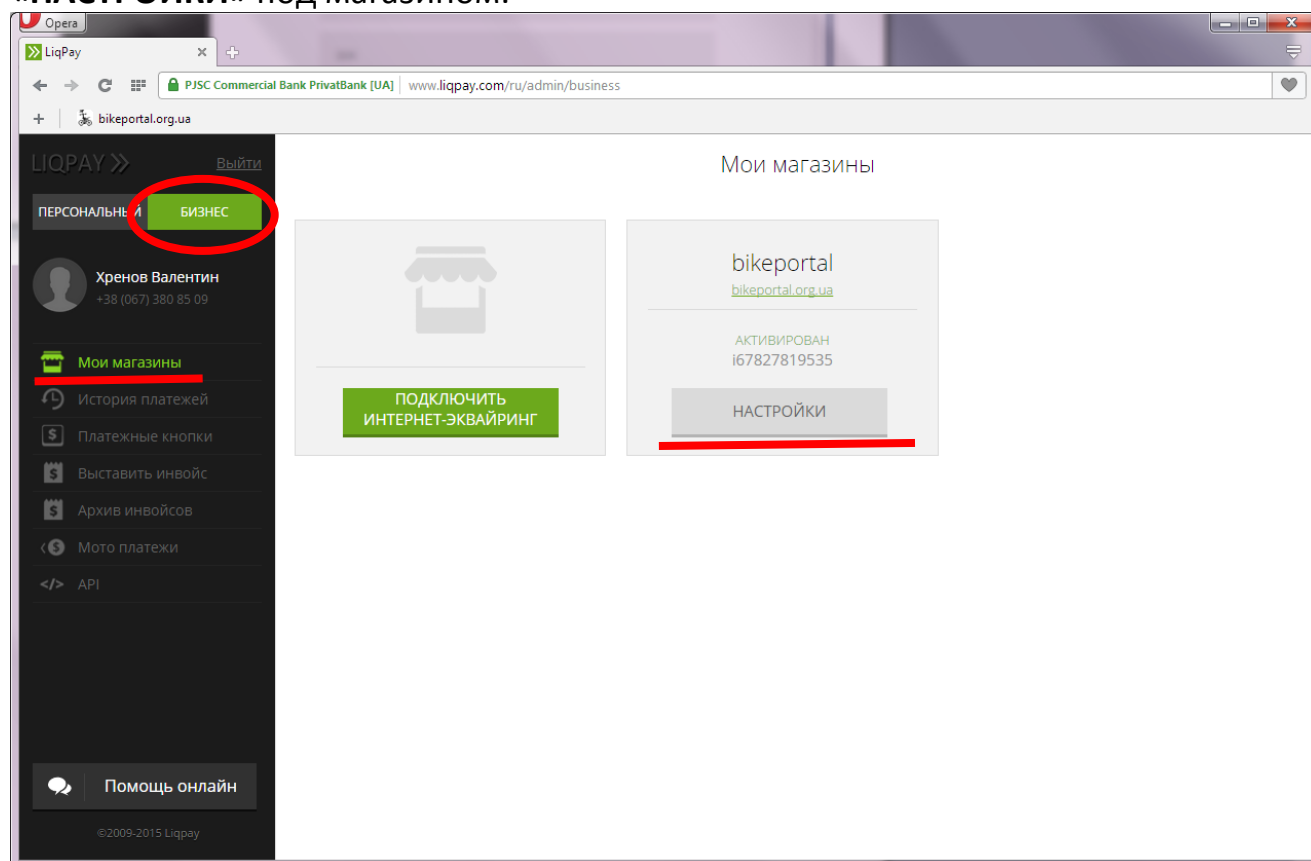 «НАСТРОЙКИ» под магазином.
Opera
LiqPay
PJSC Commercial Bank PrivatBank [UA] www.liqpay.com/ru/admin/business
bikeportal.org.ua
LIQPAY
Выйти
Мои магазины
ПЕРСОНАЛЬНЫЙ
БИЗНЕС
Хренов Валентин
+38 (067) 380 85 09
bikeportal
bikeportal.org.ua
АКТИВИРОВАН
i67827819535
НАСТРОЙКИ
ПОДКЛЮЧИТЬ
ИНТЕРНЕТ-ЭКВАЙРИНГ
Мои магазины
История платежей
Платежные кнопки
Выставить инвойс
Архив инвойсов
Мото платежи
</> API
Помощь онлайн
©2009-2015 Liqpay